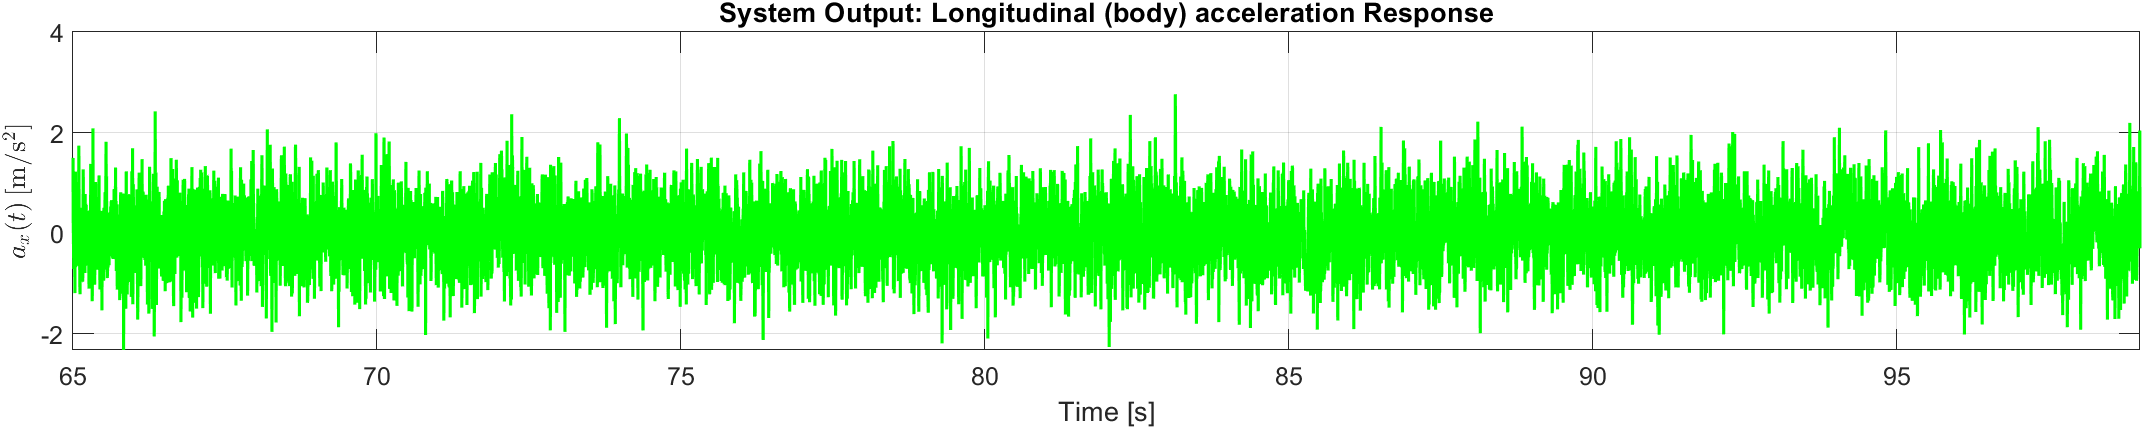 System Output: Longitudinal (body) acceleration Response
a_x(t) [m/s²]
4
2
0
-2
65 70 75 80 85 90 95
Time [s]